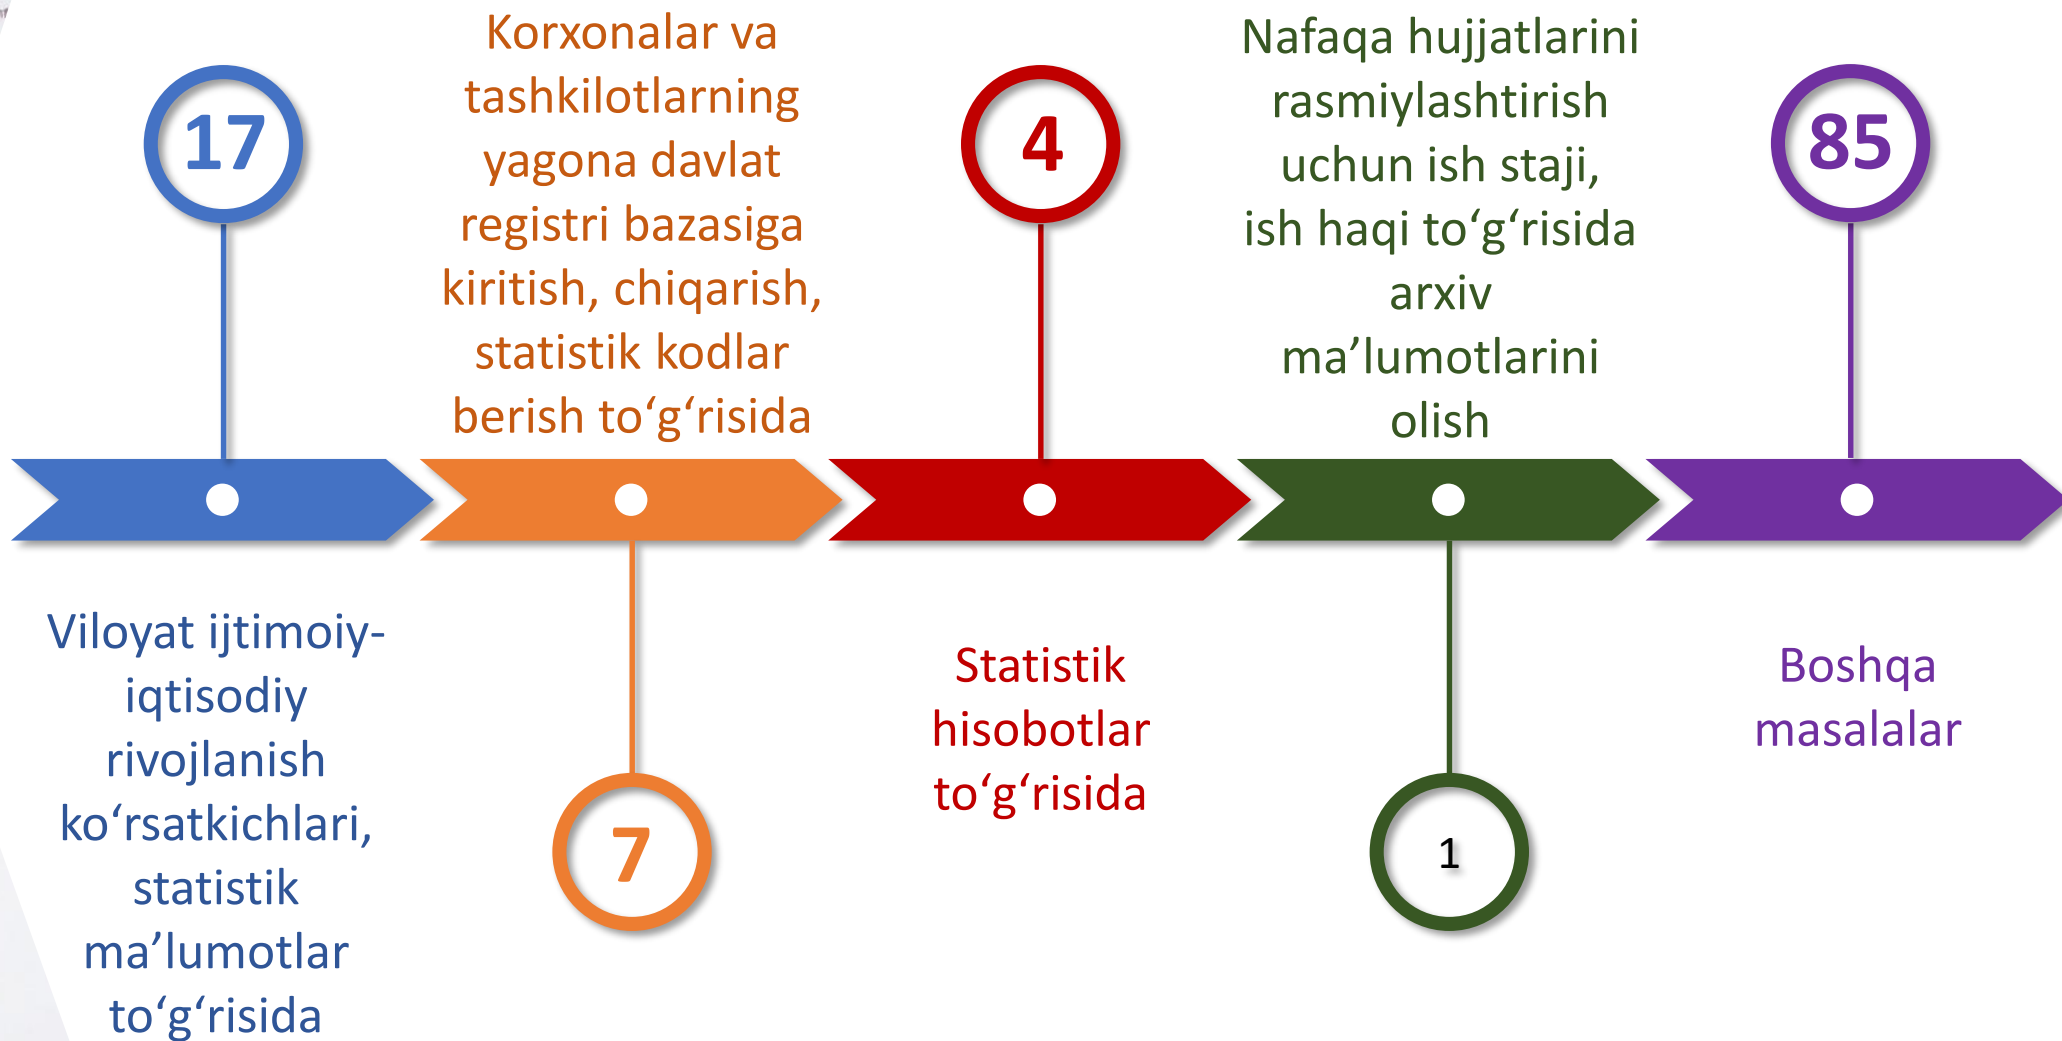 17
Viloyat ijtimoiy-
iqtisodiy
rivojlanish
ko‘rsatkichlari,
statistik
ma’lumotlar
to‘g‘risida
Korxonalar va
tashkilotlarning
yagona davlat
registri bazasiga
kiritish, chiqarish,
statistik kodlar
berish to‘g‘risida
7
4
Statistik
hisobotlar
to‘g‘risida
Nafaqa hujjatlarini
rasmiylashtirish
uchun ish staji,
ish haqi to‘g‘risida
arxiv
ma’lumotlarini
olish
1
85
Boshqa
masalalar